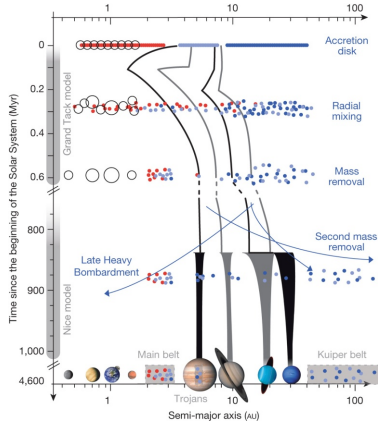 1 10 100
0
0.2
0.4
0.6
800
900
1,000
4,600
Time since the beginning of the Solar System (Myr)
Grand Tack model
Nice model
Accretion
disk
Radial
mixing
Mass
removal
Second mass
removal
Late Heavy
Bombardment
Main belt
Kuiper belt
Trojans
1 10 100
Semi-major axis (AU)